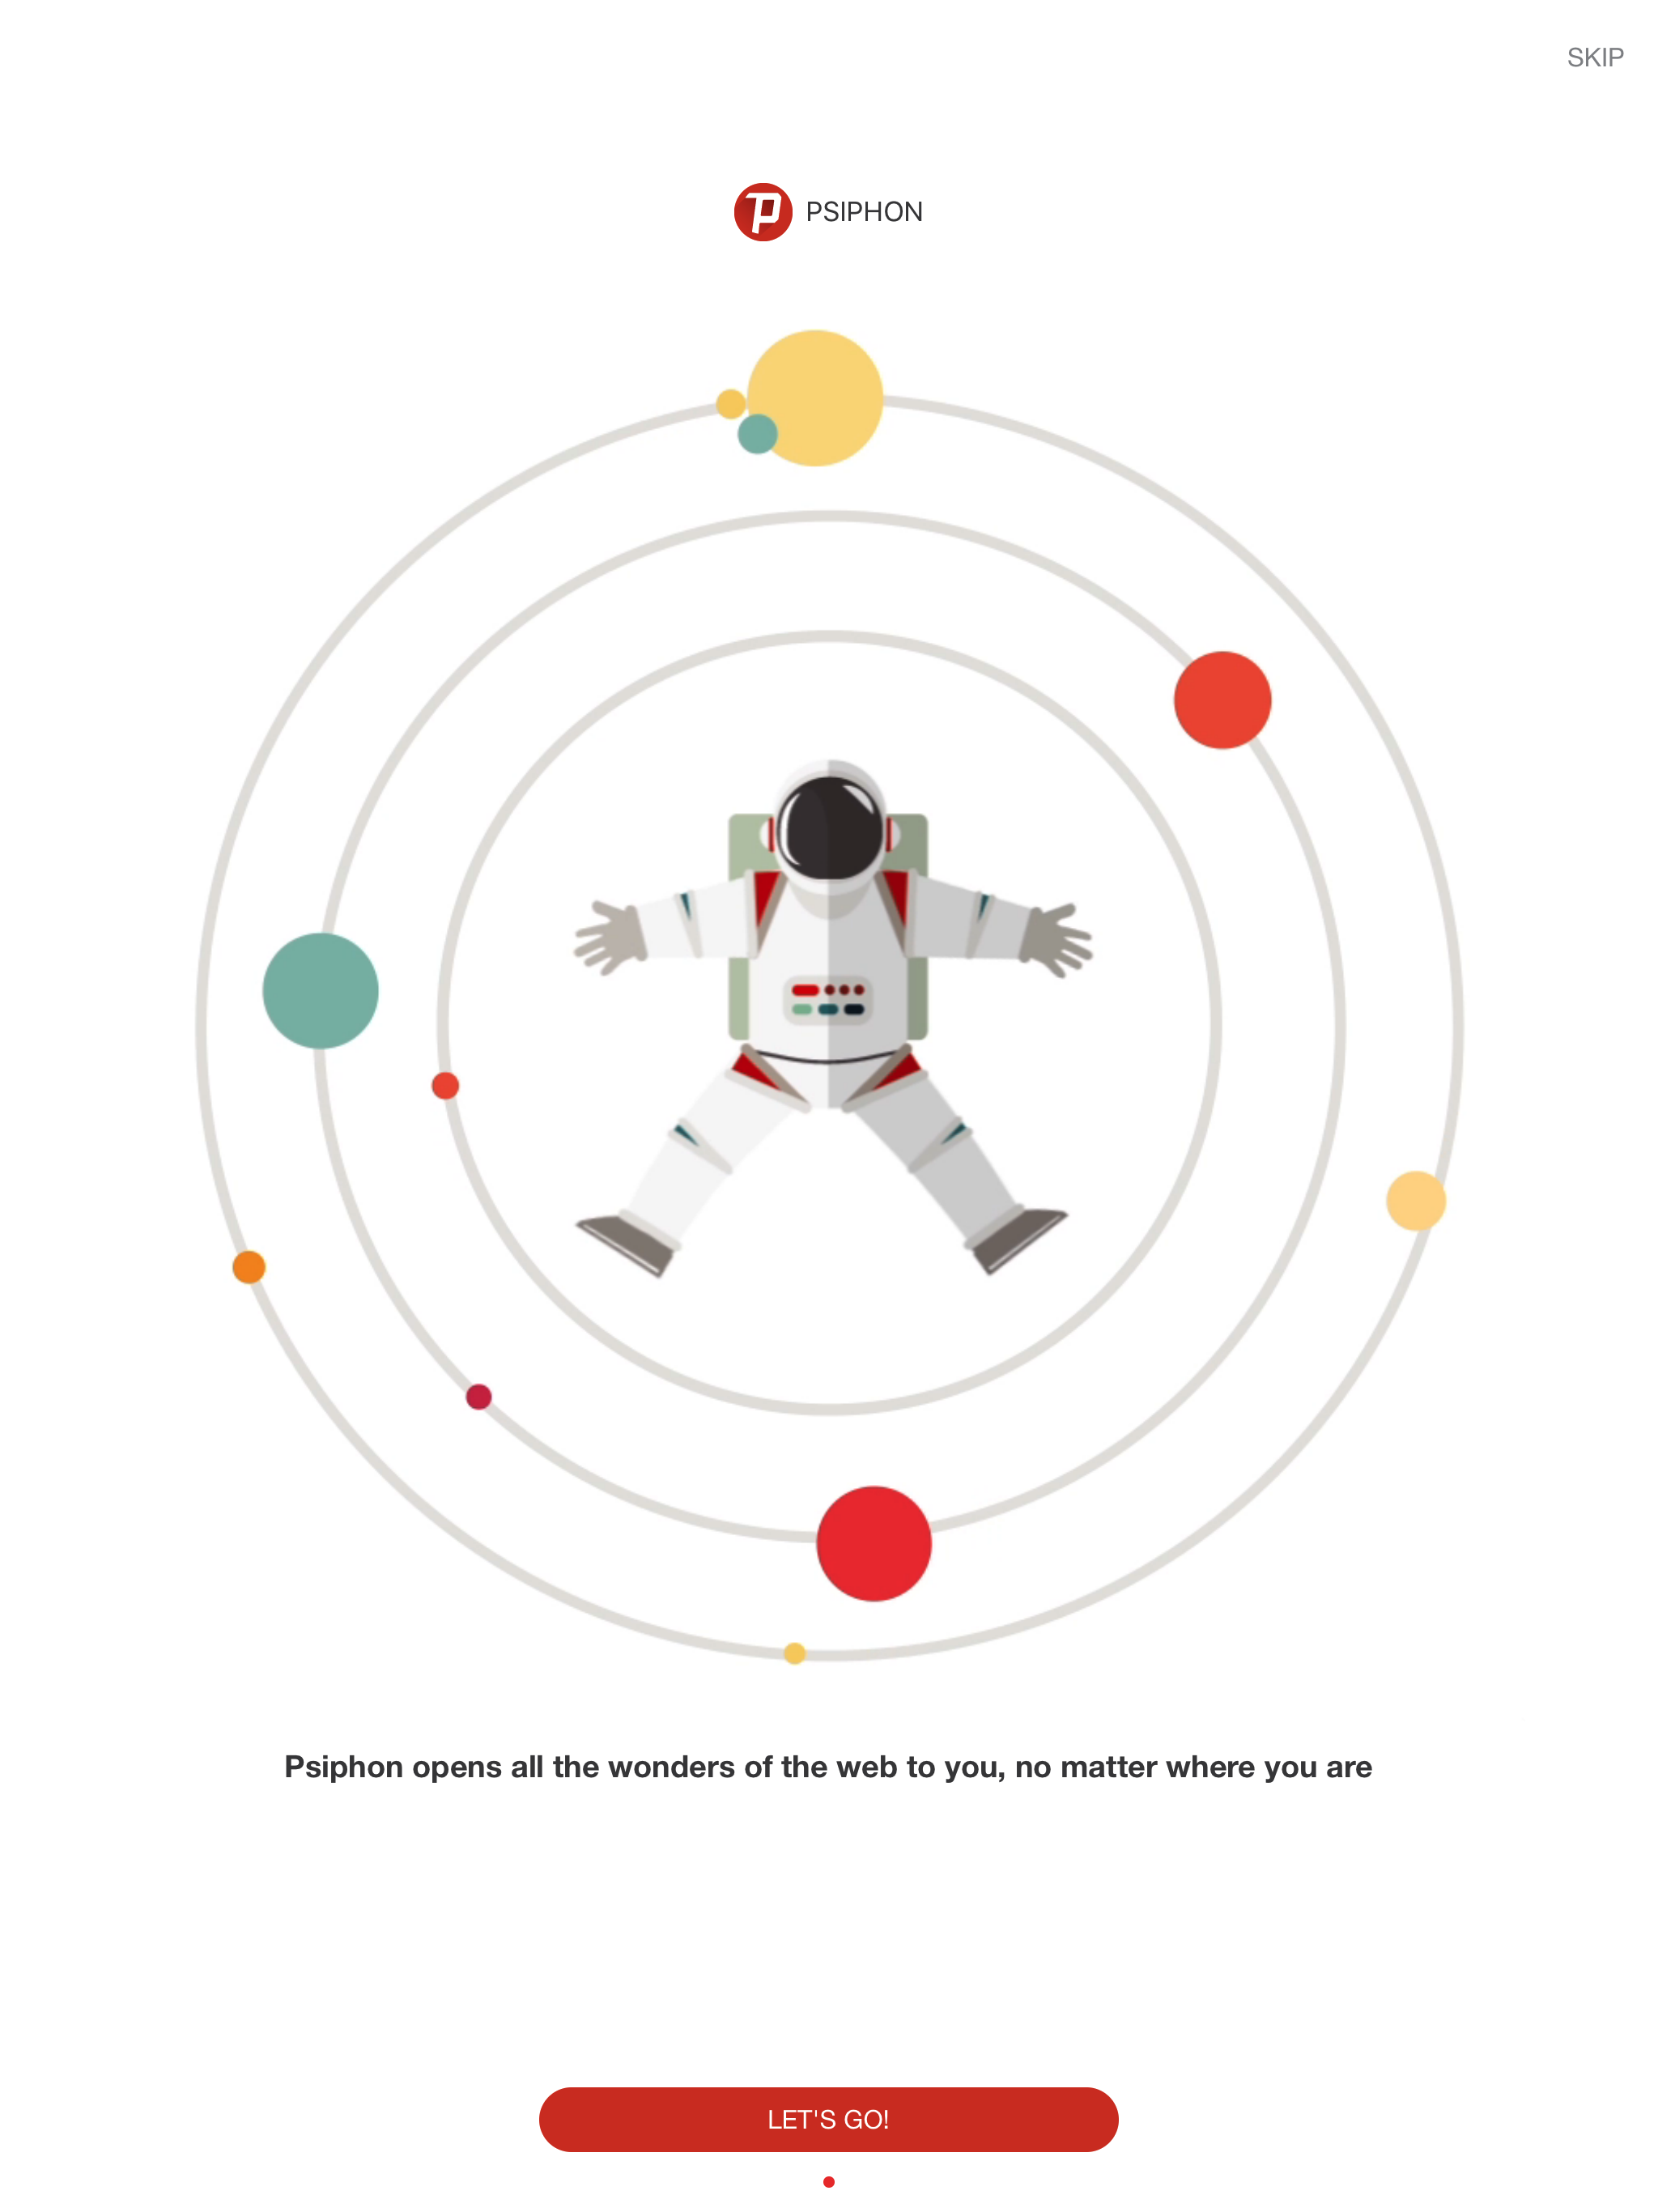 SKIP
PSIPHON
Psiphon opens all the wonders of the web to you, no matter where you are
LET'S GO!